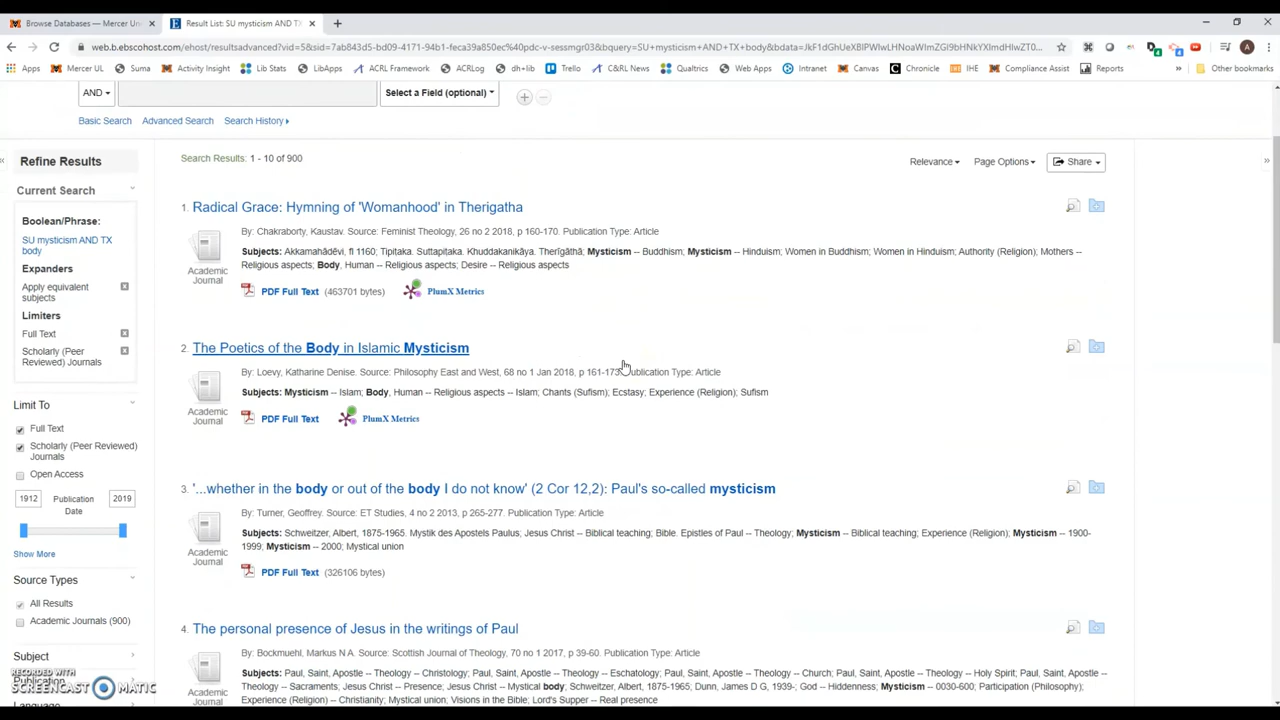 Browse Databases — Mercer Uni
Result List: SU mysticism AND TX
web.b.ebscohost.com/ehost/resultsadvanced?vid=5&sid=7ab843d5-bd09-4171-94b1-feca39a850ec%40pdc-v-sessmgr03&bquery=SU+mysticism+AND+TX+body&bdata=
Apps Mercer UL Suma Activity Insight Lib Stats LibApps ACRL Framework ACRLog dh+lib Trello C&RL News Qualtrics Web Apps Intranet Canvas Chronicle IHE Compliance Assist Reports » Other bookmarks
AND Select a Field (optional)
Basic Search Advanced Search Search History
Refine Results
Current Search
Boolean/Phrase:
SU mysticism AND TX
body
Expanders
Apply equivalent
subjects
Limiters
Full Text
Scholarly (Peer
Reviewed) Journals
Limit To
Full Text
Scholarly (Peer Reviewed)
Journals
Open Access
1912 Publication Date 2019
Show More
Source Types
All Results
Academic Journals (900)
Subject
Publication
Language
RECORDED WITH
SCREENCAST MATIC
Search Results: 1 - 10 of 900
Relevance Page Options Share
1. Radical Grace: Hymning of 'Womanhood' in Therigatha
By: Chakraborty, Kaustav. Source: Feminist Theology, 26 no 2 2018, p 160-170. Publication Type: Article
Academic Journal
Subjects: Akkamahādēvi, fl 1160; Tipiṭaka. Suttapiṭaka. Khuddakanikāya. Therīgāthā; Mysticism -- Buddhism; Mysticism -- Hinduism; Women in Buddhism; Women in Hinduism; Authority (Religion); Mothers --
Religious aspects; Body, Human -- Religious aspects; Desire -- Religious aspects
PDF Full Text (463701 bytes) PlumX Metrics
2. The Poetics of the Body in Islamic Mysticism
By: Loevy, Katharine Denise. Source: Philosophy East and West, 68 no 1 Jan 2018, p 161-173. Publication Type: Article
Academic Journal
Subjects: Mysticism -- Islam; Body, Human -- Religious aspects -- Islam; Chants (Sufism); Ecstasy; Experience (Religion); Sufism
PDF Full Text PlumX Metrics
3. '...whether in the body or out of the body I do not know' (2 Cor 12,2): Paul's so-called mysticism
By: Turner, Geoffrey. Source: ET Studies, 4 no 2 2013, p 265-277. Publication Type: Article
Academic Journal
Subjects: Schweitzer, Albert, 1875-1965. Mystik des Apostels Paulus; Jesus Christ -- Biblical teaching; Bible. Epistles of Paul -- Theology; Mysticism -- Biblical teaching; Experience (Religion); Mysticism -- 1900-
1999; Mysticism -- 2000; Mystical union
PDF Full Text (326106 bytes)
4. The personal presence of Jesus in the writings of Paul
By: Bockmuehl, Markus N A. Source: Scottish Journal of Theology, 70 no 1 2017, p 39-60. Publication Type: Article
Academic Journal
Subjects: Paul, Saint, Apostle -- Theology -- Christology; Paul, Saint, Apostle -- Theology -- Eschatology; Paul, Saint, Apostle -- Theology -- Church; Paul, Saint, Apostle -- Theology -- Holy Spirit; Paul, Saint, Apostle --
Theology -- Sacraments; Jesus Christ -- Presence; Jesus Christ -- Mystical body; Schweitzer, Albert, 1875-1965; Dunn, James D G, 1939-; God -- Hiddenness; Mysticism -- 0030-600; Participation (Philosophy);
Experience (Religion) -- Christianity; Mystical union; Visions in the Bible; Lord's Supper -- Real presence